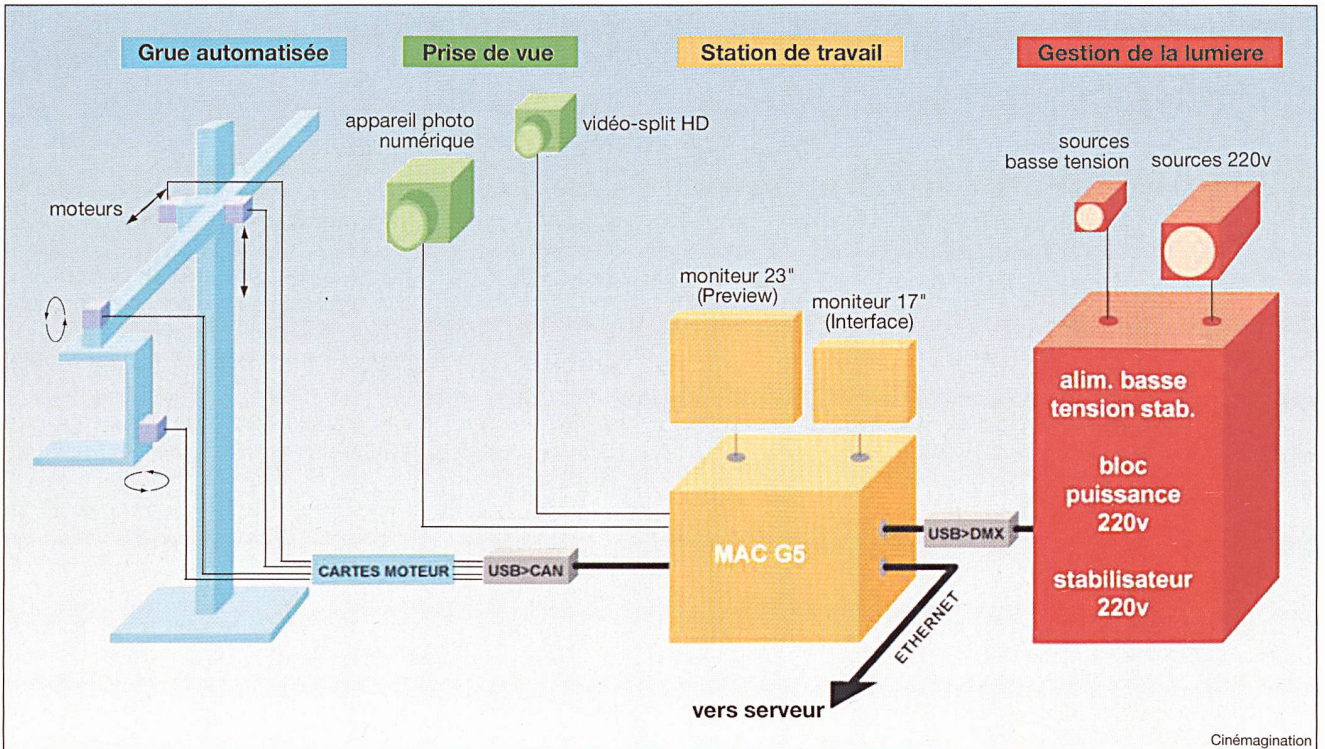 Grue automatisée
Prise de vue
Station de travail
Gestion de la lumiere
appareil photo
numérique
vidéo-split HD
sources
basse tension
sources 220v
moteurs
moniteur 23"
(Preview)
moniteur 17"
(Interface)
alim. basse
tension stab.
bloc
puissance
220v
stabilisateur
220v
MAC G5
USB>DMX
CARTES MOTEUR
USB>CAN
ETHERNET
vers serveur
Cinémagination